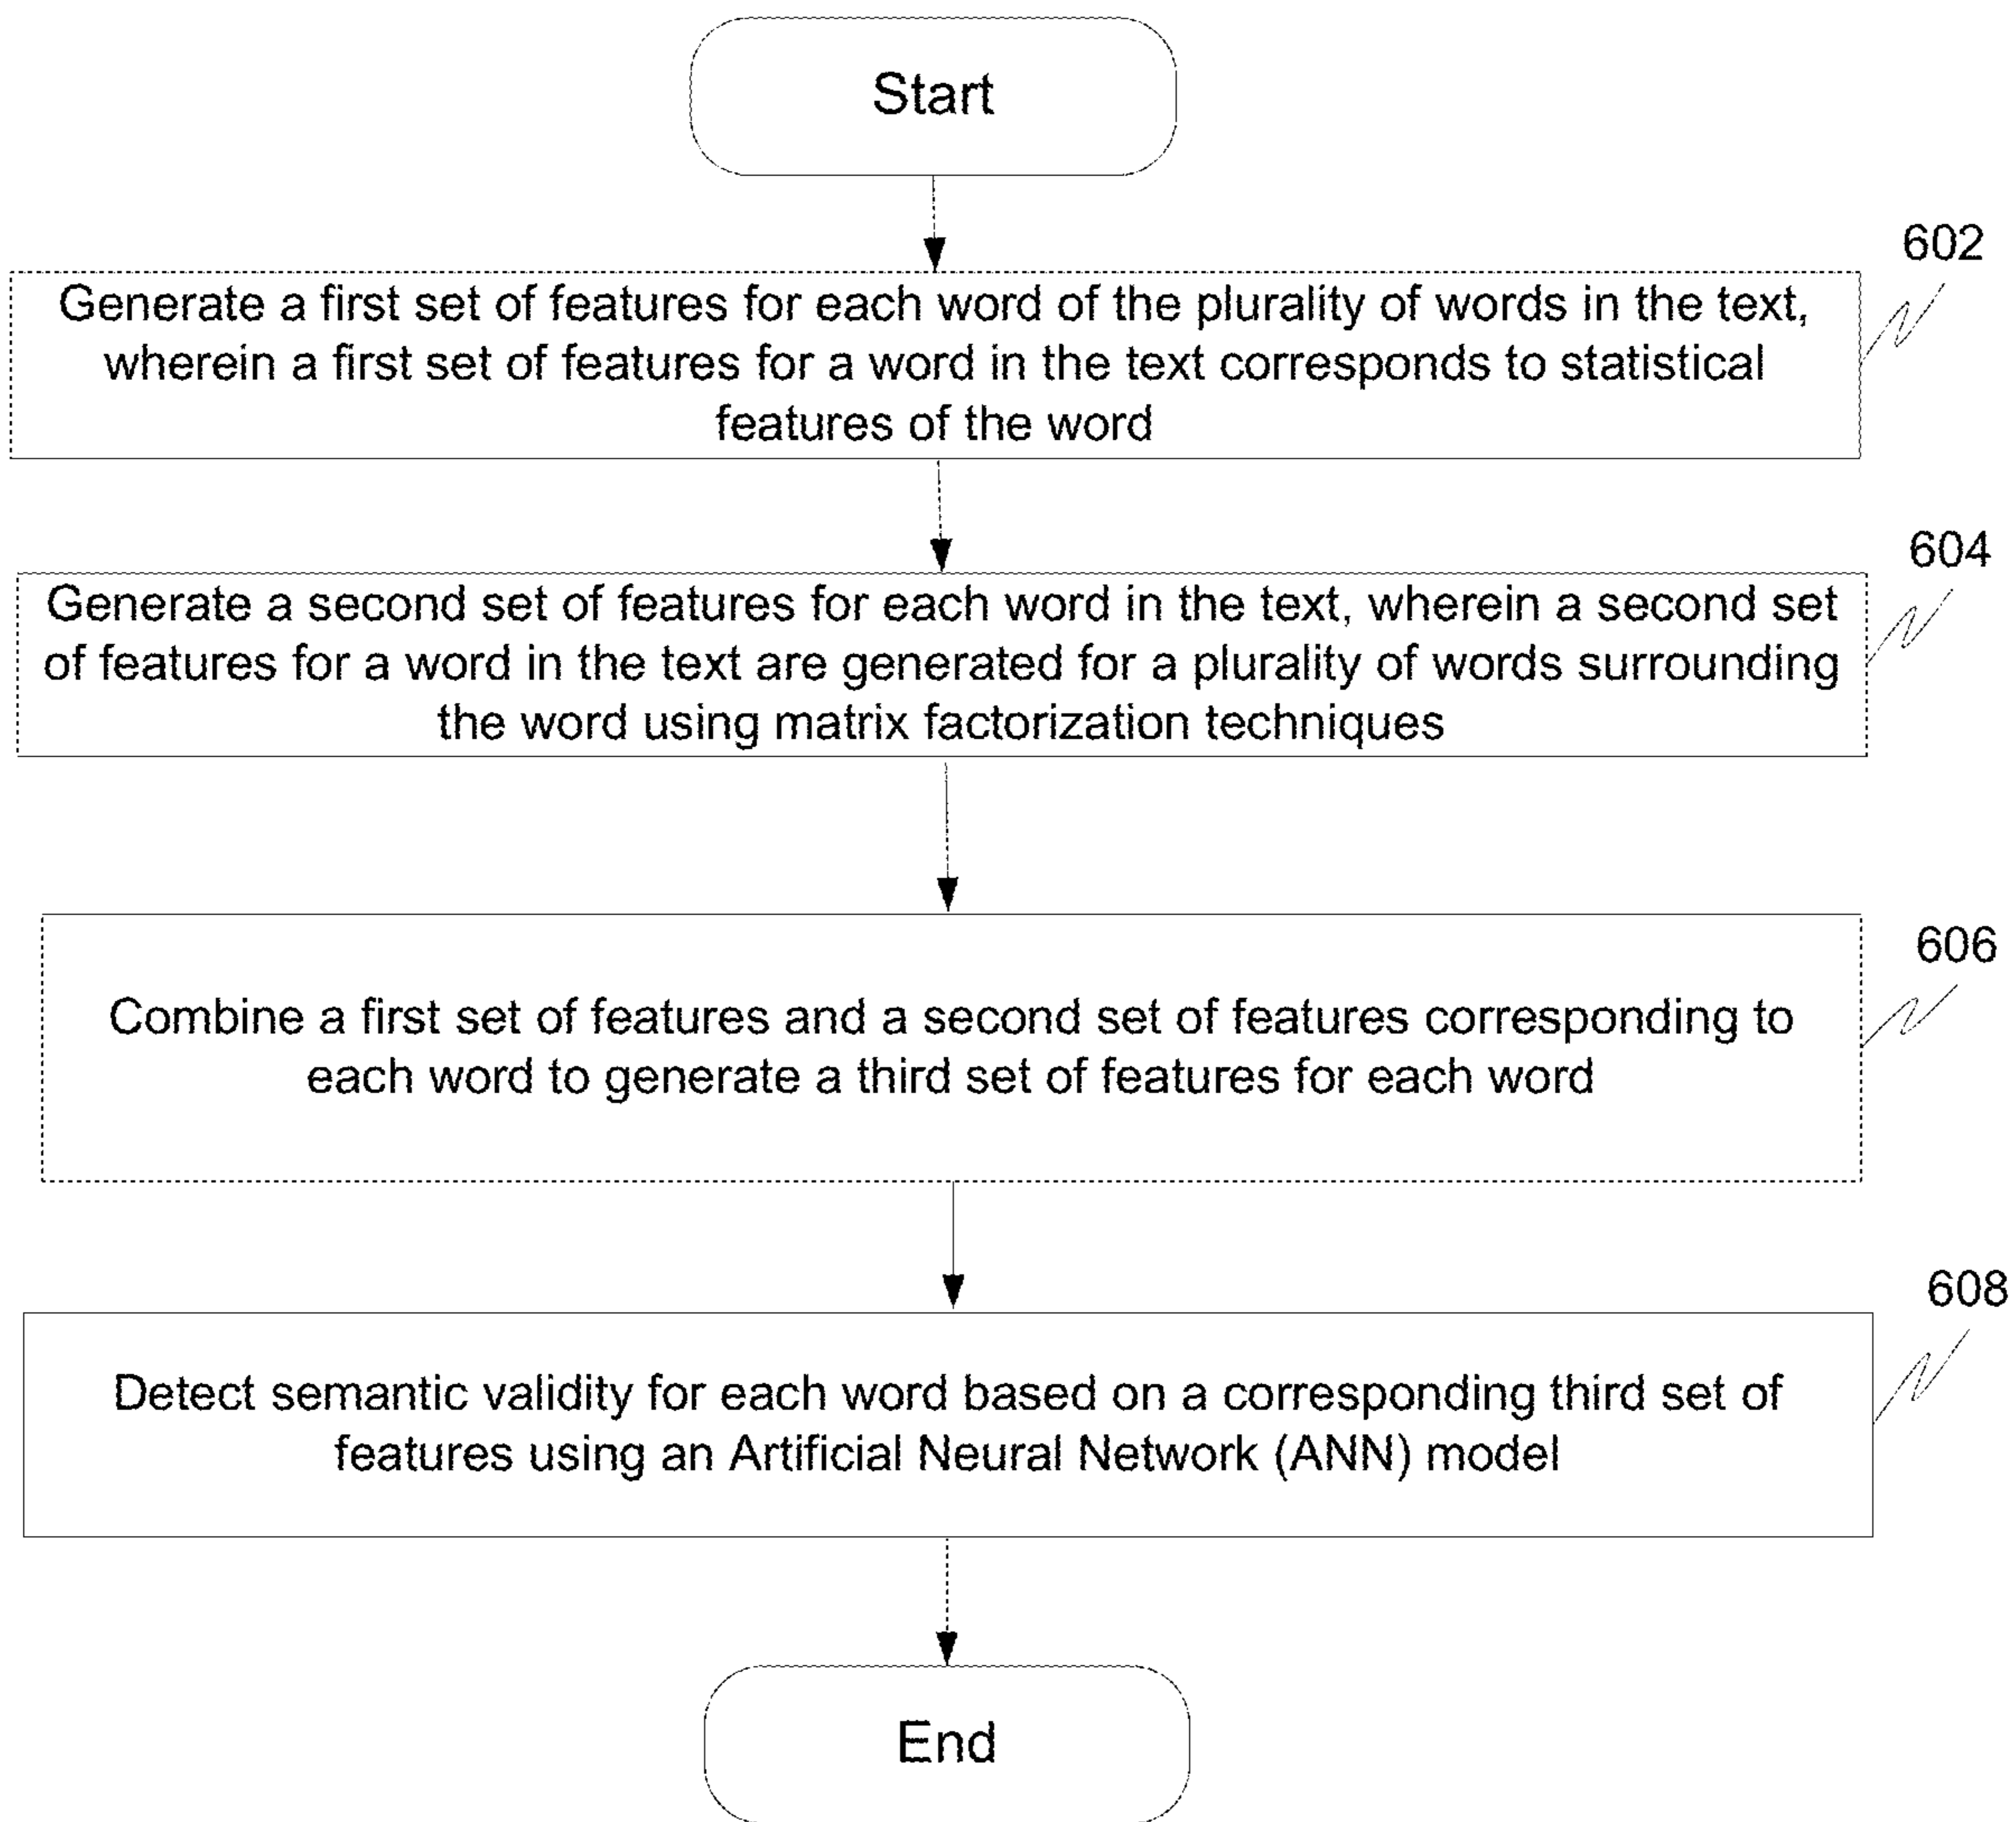 Start
602
Generate a first set of features for each word of the plurality of words in the text,
wherein a first set of features for a word in the text corresponds to statistical
features of the word
604
Generate a second set of features for each word in the text, wherein a second set
of features for a word in the text are generated for a plurality of words surrounding
the word using matrix factorization techniques
606
Combine a first set of features and a second set of features corresponding to
each word to generate a third set of features for each word
608
Detect semantic validity for each word based on a corresponding third set of
features using an Artificial Neural Network (ANN) model
End